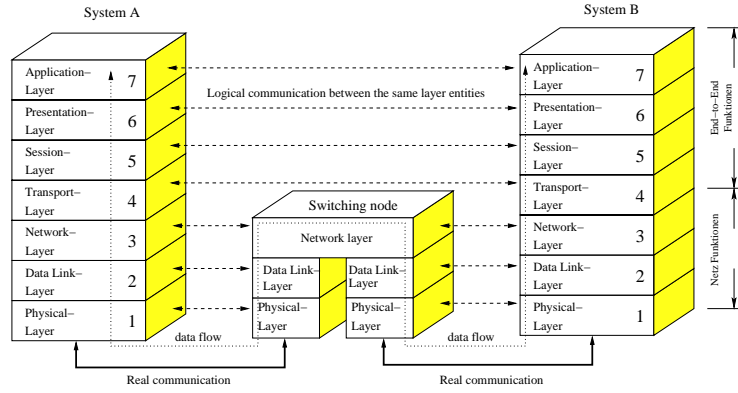 System A
System B
Application−
Layer
7
Presentation−
Layer
6
Session−
Layer
5
Transport−
Layer
4
Network−
Layer
3
Data Link−
Layer
2
Physical−
Layer
1
Logical communication between the same layer entities
Switching node
Network layer
Data Link−
Layer
Data Link−
Layer
Physical−
Layer
Physical−
Layer
data flow
data flow
Real communication
Real communication
Application−
Layer
7
Presentation−
Layer
6
Session−
Layer
5
Transport−
Layer
4
Network−
Layer
3
Data Link−
Layer
2
Physical−
Layer
1
End−to−End
Funktionen
Netz Funktionen